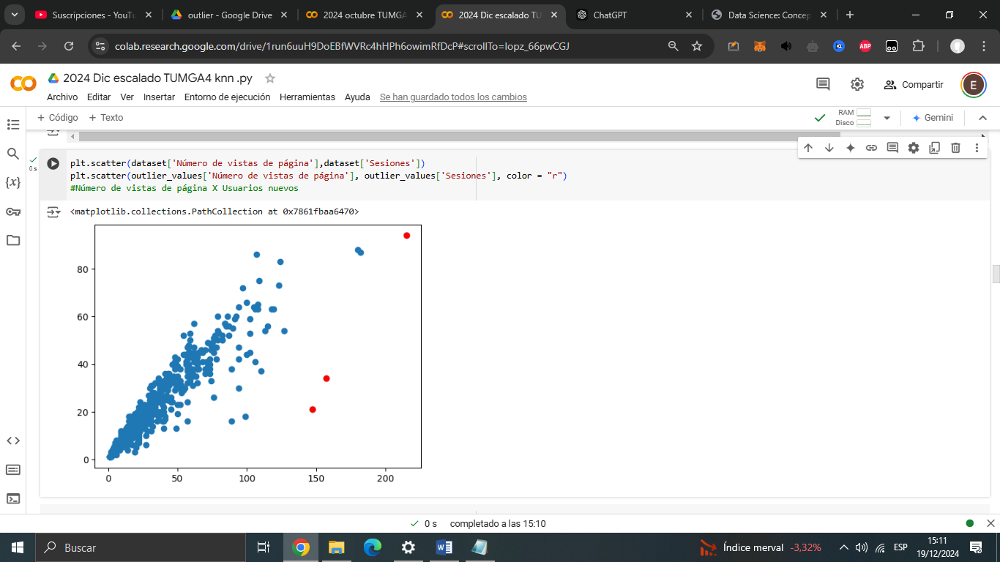 Suscripciones - YouTu
outlier - Google Drive
2024 octubre TUMGA
2024 Dic escalado TU
ChatGPT
Data Science: Concep
colab.research.google.com/drive/1run6uuH9DoEBfWVRc4hHPh6owimRfDcP#scrollTo=Iopz_66pwCGJ
ABP
2024 Dic escalado TUMGA4 knn .py
Archivo Editar Ver Insertar Entorno de ejecución Herramientas Ayuda Se han guardado todos los cambios
Compartir
E
+ Código + Texto
RAM
Disco
Gemini
0 s
plt.scatter(dataset['Número de vistas de página'],dataset['Sesiones'])
plt.scatter(outlier_values['Número de vistas de página'], outlier_values['Sesiones'], color = "r")
#Número de vistas de página X Usuarios nuevos
<matplotlib.collections.PathCollection at 0x7861fbaa6470>
80
60
40
20
0
0 50 100 150 200
0 s completado a las 15:10
Buscar
Índice merval -3,32%
ESP
15:11
19/12/2024